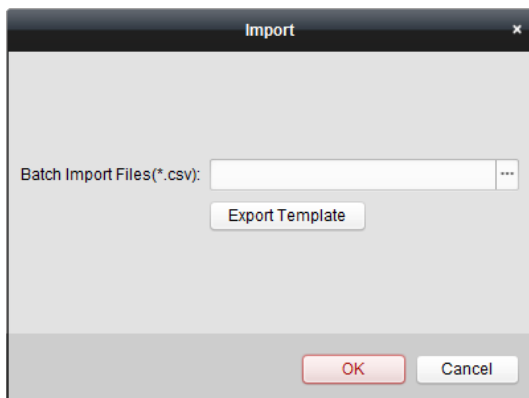 Import
Batch Import Files(*.csv):
Export Template
OK
Cancel